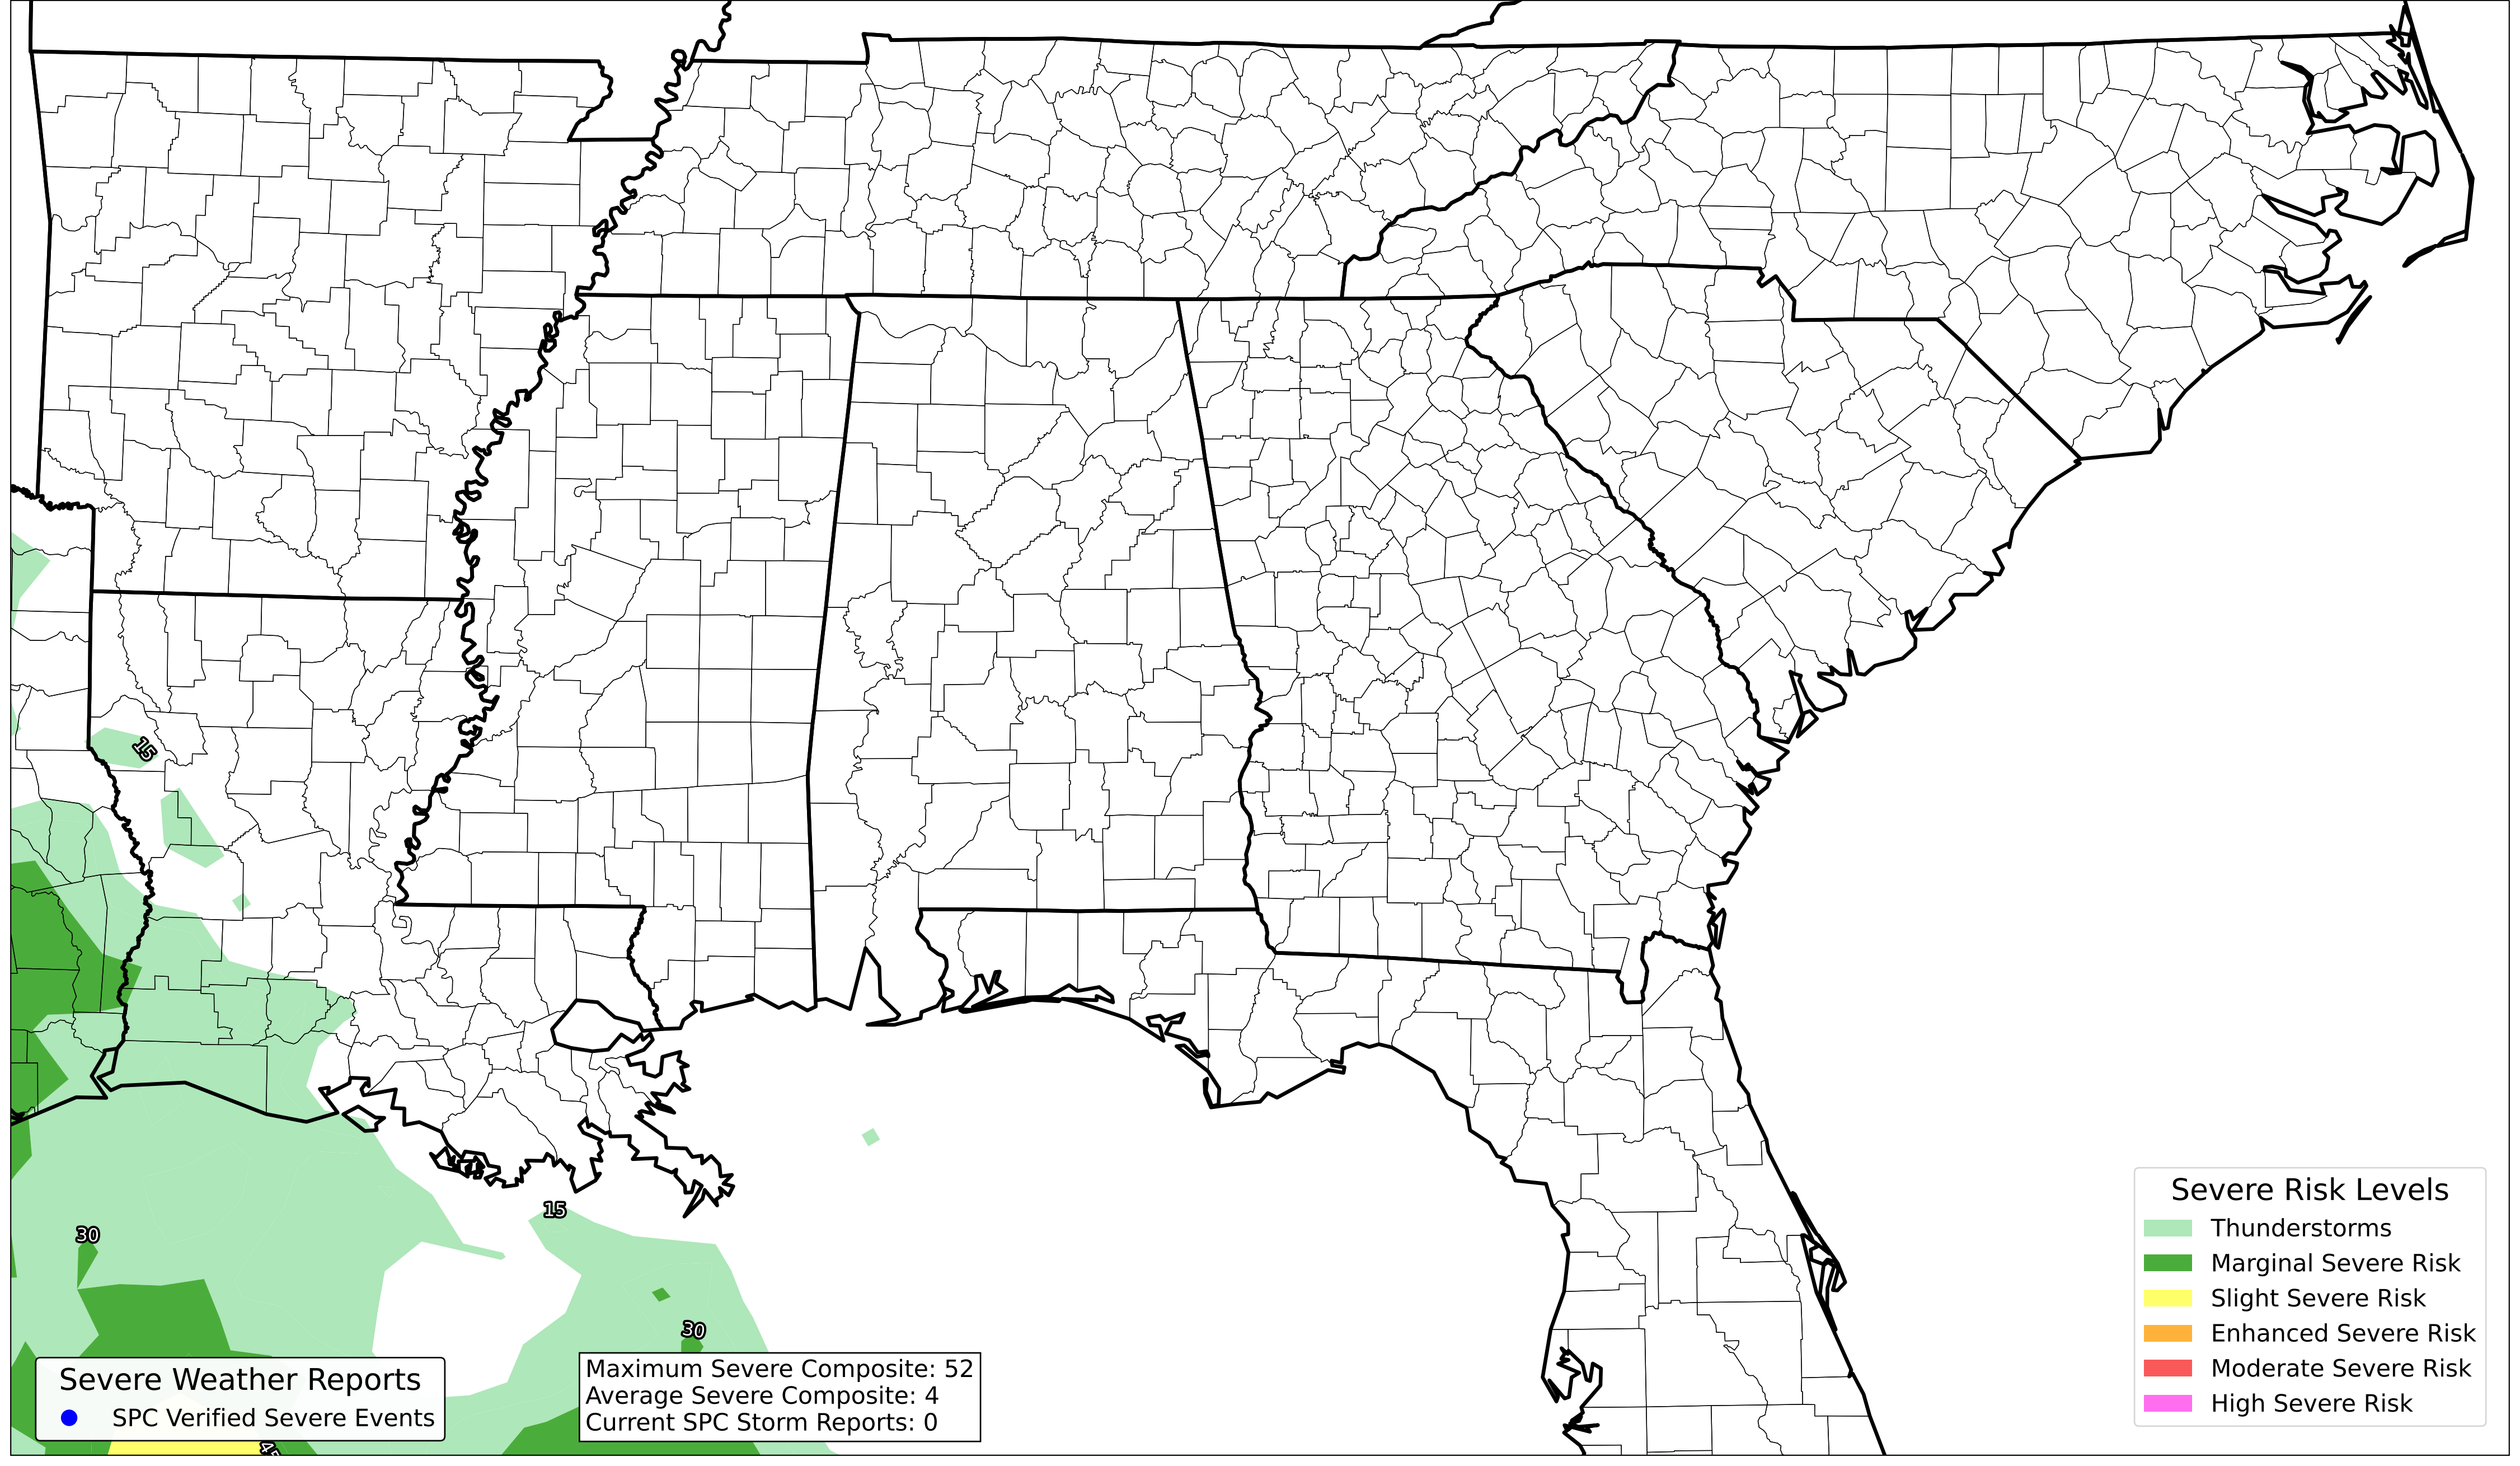 15
30
15
30
45
Severe Weather Reports
SPC Verified Severe Events
Maximum Severe Composite: 52
Average Severe Composite: 4
Current SPC Storm Reports: 0
Severe Risk Levels
Thunderstorms
Marginal Severe Risk
Slight Severe Risk
Enhanced Severe Risk
Moderate Severe Risk
High Severe Risk